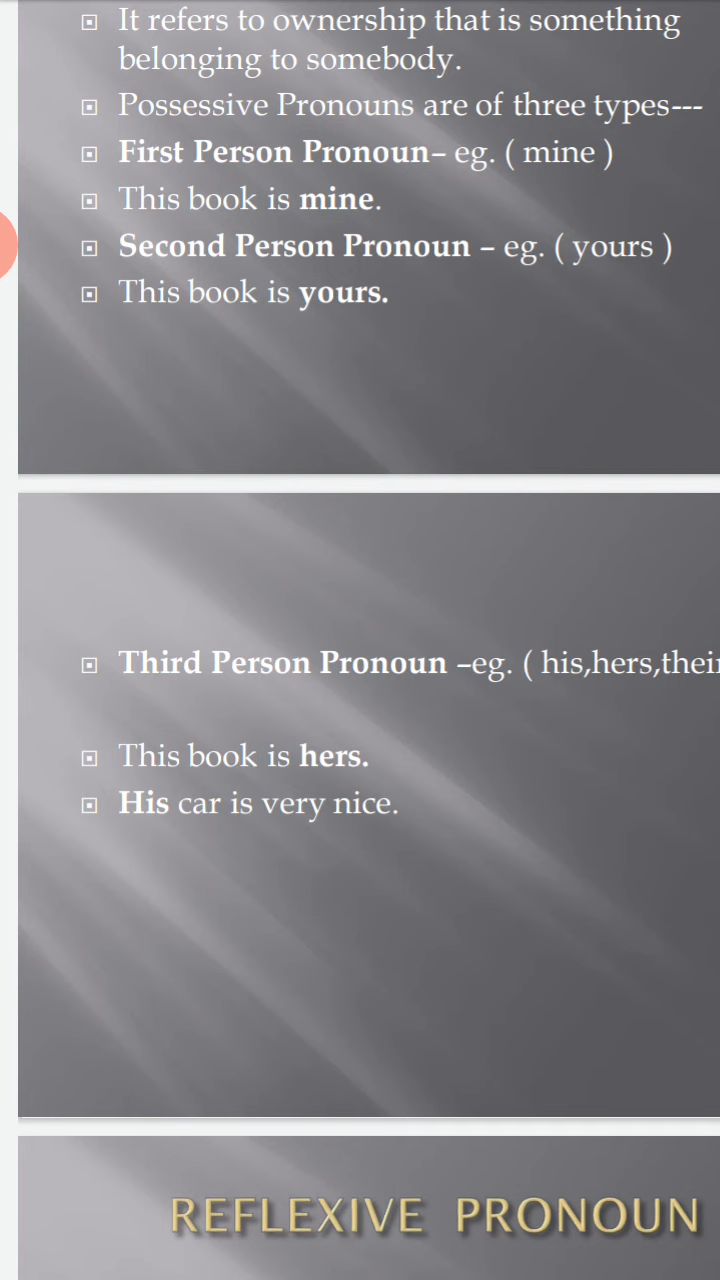 It refers to ownership that is something
belonging to somebody.
Possessive Pronouns are of three types---
First Person Pronoun– eg. ( mine )
This book is mine.
Second Person Pronoun – eg. ( yours )
This book is yours.
Third Person Pronoun –eg. ( his,hers,their
This book is hers.
His car is very nice.
REFLEXIVE PRONOUN